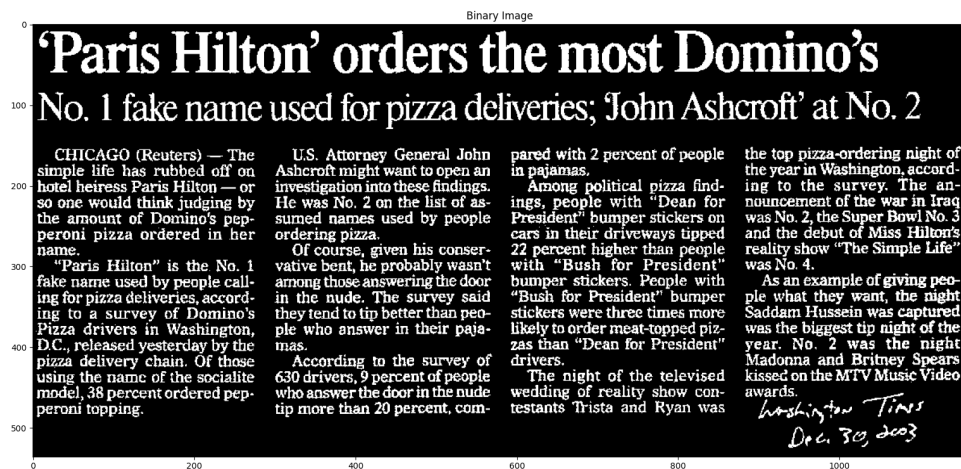 Binary Image
0
100
200
300
400
500
0
200
400
600
800
1000
‘Paris Hilton’ orders the most Domino’s
No. 1 fake name used for pizza deliveries; ‘John Ashcroft’ at No. 2
CHICAGO (Reuters) — The
simple life has rubbed off on
hotel heiress Paris Hilton — or
so one would think judging by
the amount of Domino’s pep-
peroni pizza ordered in her
name.
“Paris Hilton” is the No. 1
fake name used by people call-
ing for pizza deliveries, accord-
ing to a survey of Domino’s
Pizza drivers in Washington,
D.C., released yesterday by the
pizza delivery chain. Of those
using the name of the socialite
model, 38 percent ordered pep-
peroni topping.
U.S. Attorney General John
Ashcroft might want to open an
investigation into these findings.
He was No. 2 on the list of as-
sumed names used by people
ordering pizza.
Of course, given his conser-
vative bent, he probably wasn’t
among those answering the door
in the nude. The survey said
they tend to tip better than peo-
ple who answer in their paja-
mas.
According to the survey of
630 drivers, 9 percent of people
who answer the door in the nude
tip more than 20 percent, com-
pared with 2 percent of people
in pajamas.
Among political pizza find-
ings, people with “Dean for
President” bumper stickers on
cars in their driveways tipped
22 percent higher than people
with “Bush for President”
bumper stickers. People with
“Bush for President” bumper
stickers were three times more
likely to order meat-topped piz-
zas than “Dean for President”
drivers.
The night of the televised
wedding of reality show con-
testants Trista and Ryan was
the top pizza-ordering night of
the year in Washington, accord-
ing to the survey. The an-
nouncement of the war in Iraq
was No. 2, the Super Bowl No. 3
and the debut of Miss Hilton’s
reality show “The Simple Life”
was No. 4.
As an example of giving peo-
ple what they want, the night
Saddam Hussein was captured
was the biggest tip night of the
year. No. 2 was the night
Madonna and Britney Spears
kissed on the MTV Music Video
awards.
Washington Times
Dec. 30, 2003